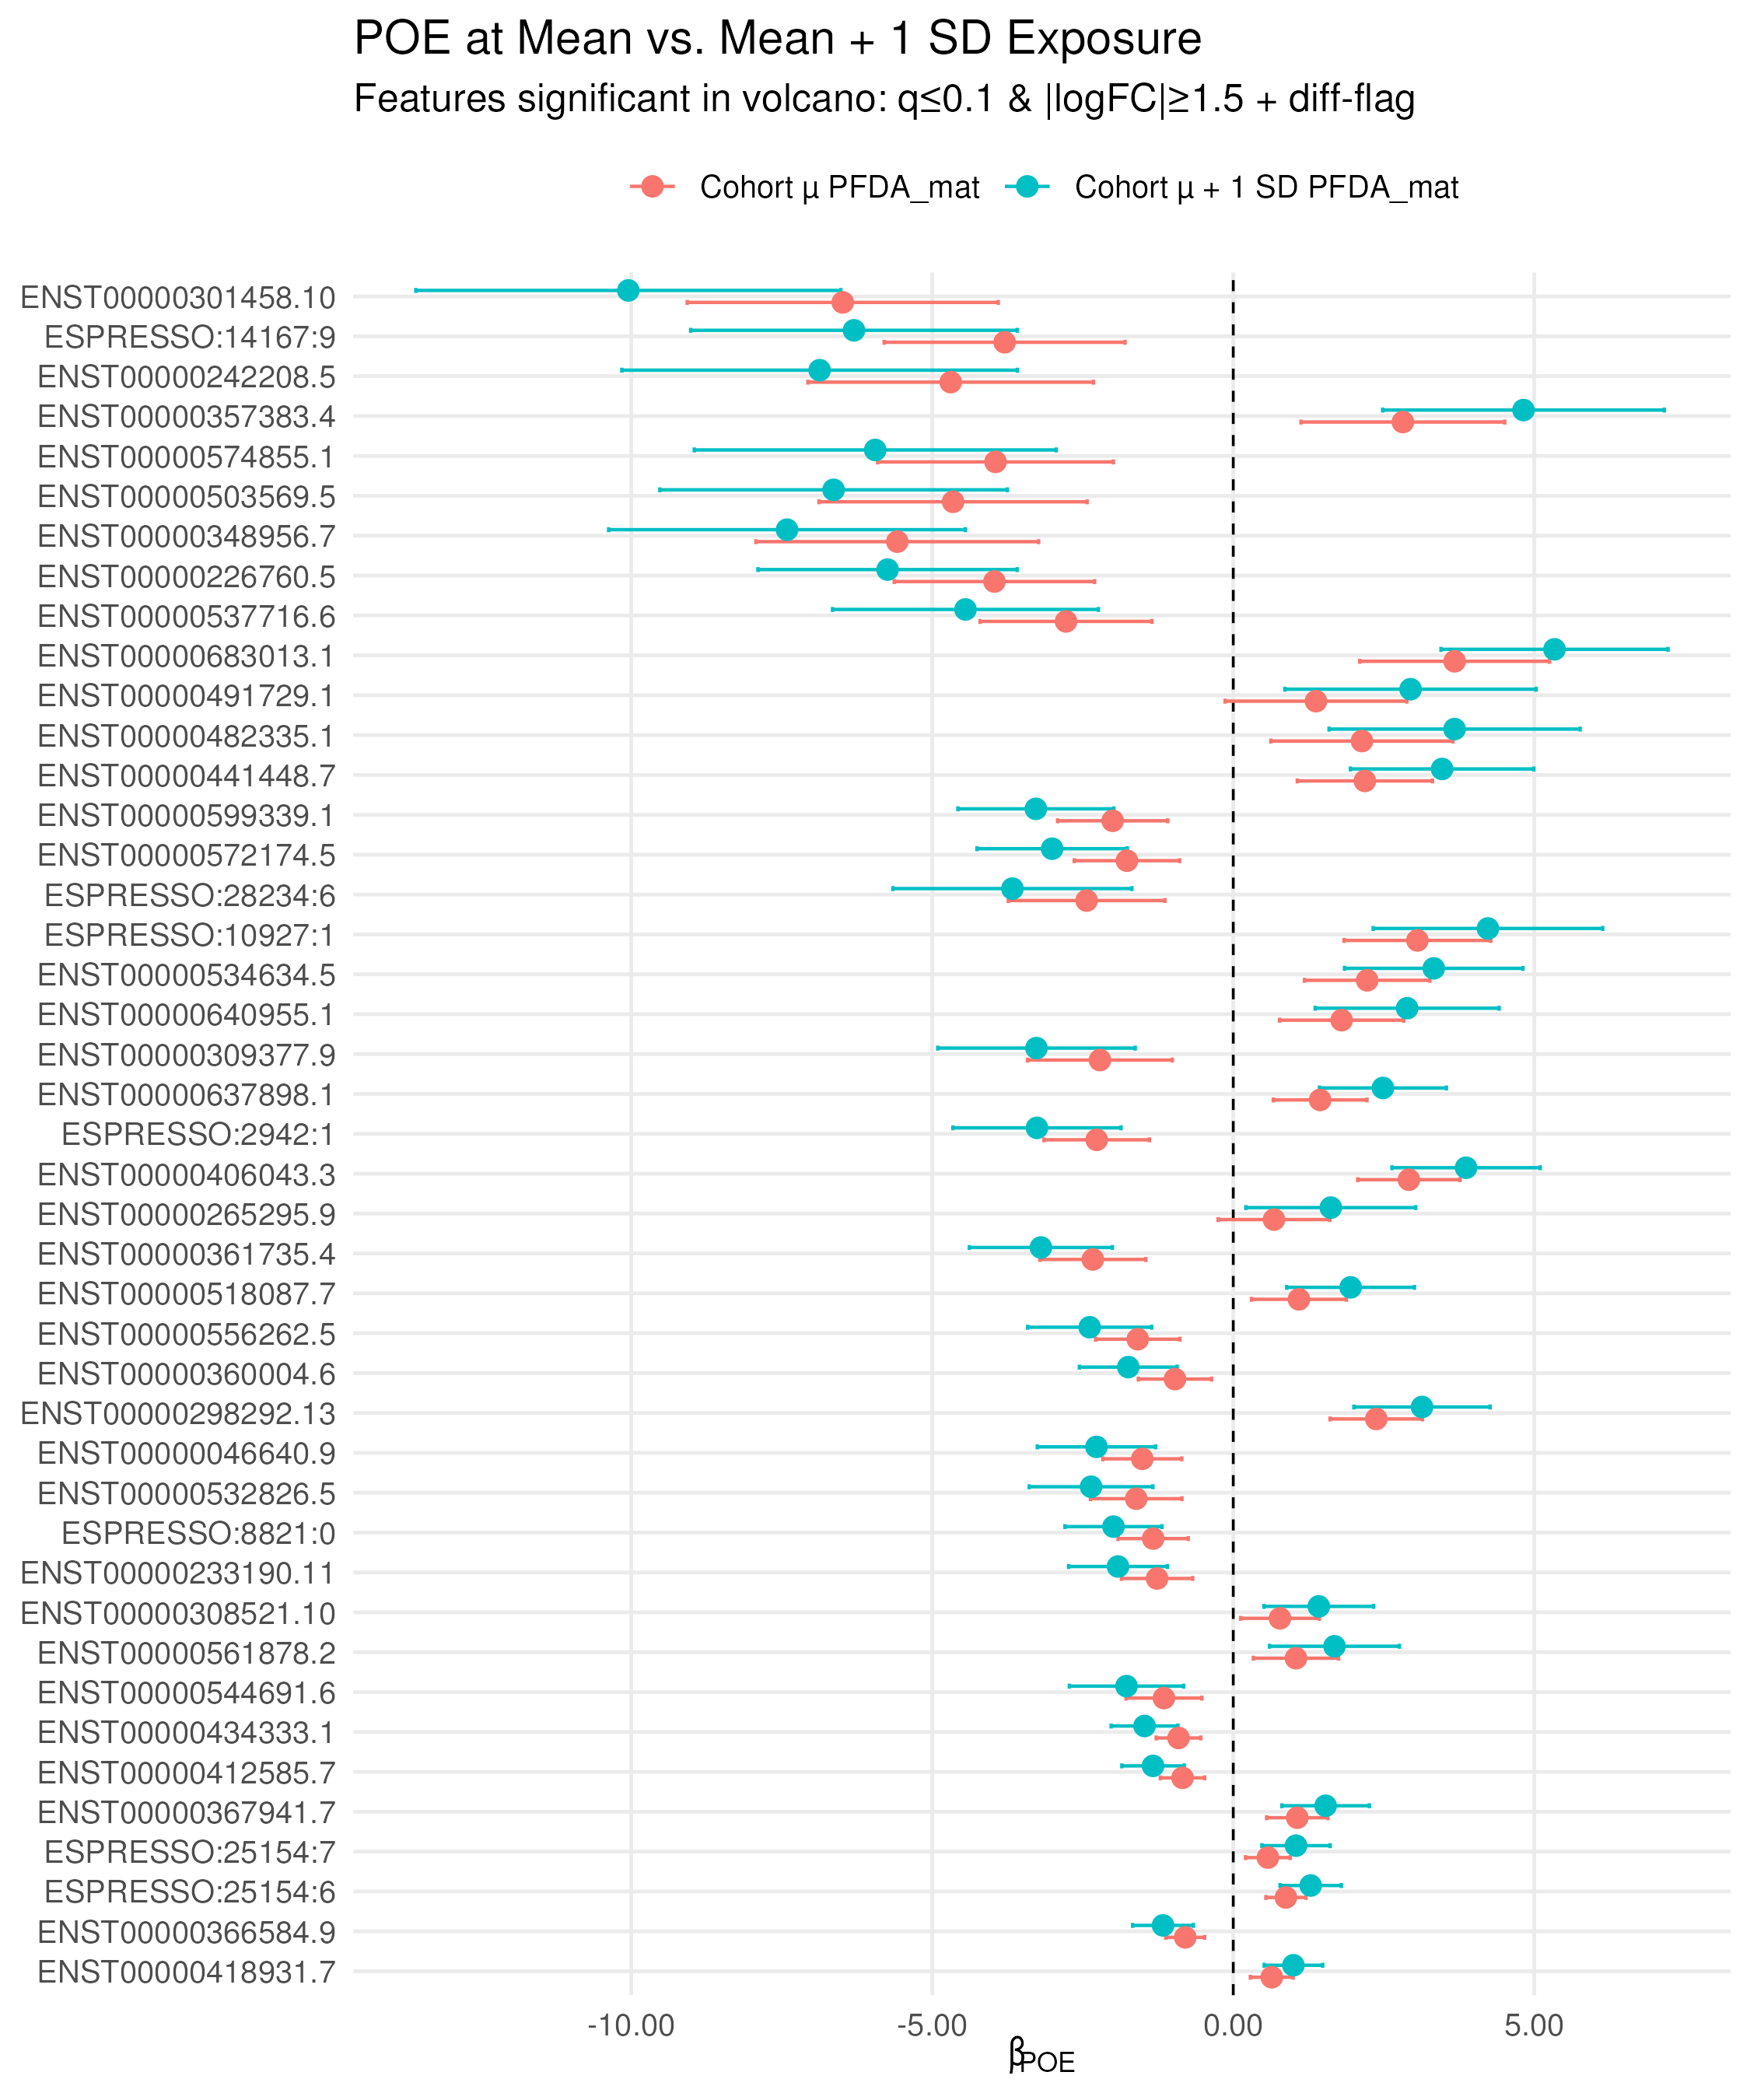 POE at Mean vs. Mean + 1 SD Exposure
Features significant in volcano: q≤0.1 & |logFC|≥1.5 + diff-flag
Cohort μ PFDA_mat Cohort μ + 1 SD PFDA_mat
ENST00000301458.10
ESPRESSO:14167:9
ENST00000242208.5
ENST00000357383.4
ENST00000574855.1
ENST00000503569.5
ENST00000348956.7
ENST00000226760.5
ENST00000537716.6
ENST00000683013.1
ENST00000491729.1
ENST00000482335.1
ENST00000441448.7
ENST00000599339.1
ENST00000572174.5
ESPRESSO:28234:6
ESPRESSO:10927:1
ENST00000534634.5
ENST00000640955.1
ENST00000309377.9
ENST00000637898.1
ESPRESSO:2942:1
ENST00000406043.3
ENST00000265295.9
ENST00000361735.4
ENST00000518087.7
ENST00000556262.5
ENST00000360004.6
ENST00000298292.13
ENST00000046640.9
ENST00000532826.5
ESPRESSO:8821:0
ENST00000233190.11
ENST00000308521.10
ENST00000561878.2
ENST00000544691.6
ENST00000434333.1
ENST00000412585.7
ENST00000367941.7
ESPRESSO:25154:7
ESPRESSO:25154:6
ENST00000366584.9
ENST00000418931.7
-10.00 -5.00 0.00 5.00
βPOE